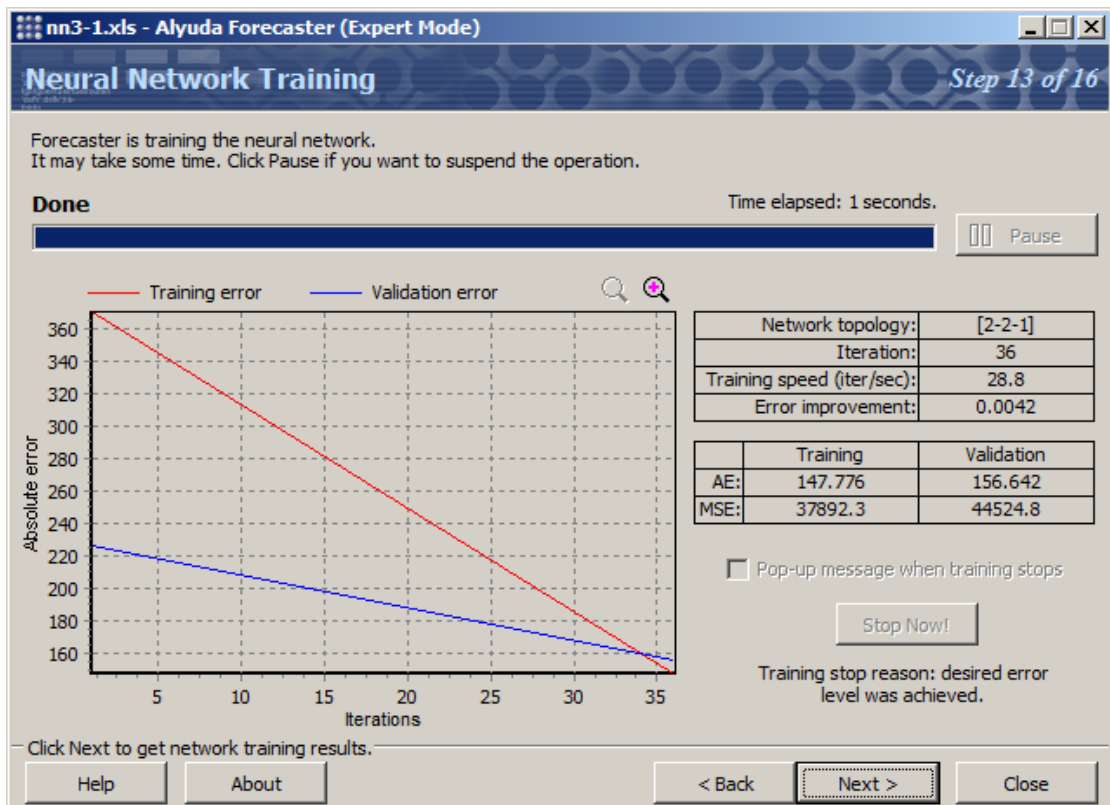 nn3-1.xls - Alyuda Forecaster (Expert Mode)
Neural Network Training
Step 13 of 16
Forecaster is training the neural network.
It may take some time. Click Pause if you want to suspend the operation.
Done
Time elapsed: 1 seconds.
Pause
Training error
Validation error
Absolute error
360
340
320
300
280
260
240
220
200
180
160
5 10 15 20 25 30 35
Iterations
Network topology: [2-2-1]
Iteration: 36
Training speed (iter/sec): 28.8
Error improvement: 0.0042
Training Validation
AE: 147.776 156.642
MSE: 37892.3 44524.8
Pop-up message when training stops
Stop Now!
Training stop reason: desired error
level was achieved.
Click Next to get network training results.
Help About < Back Next > Close